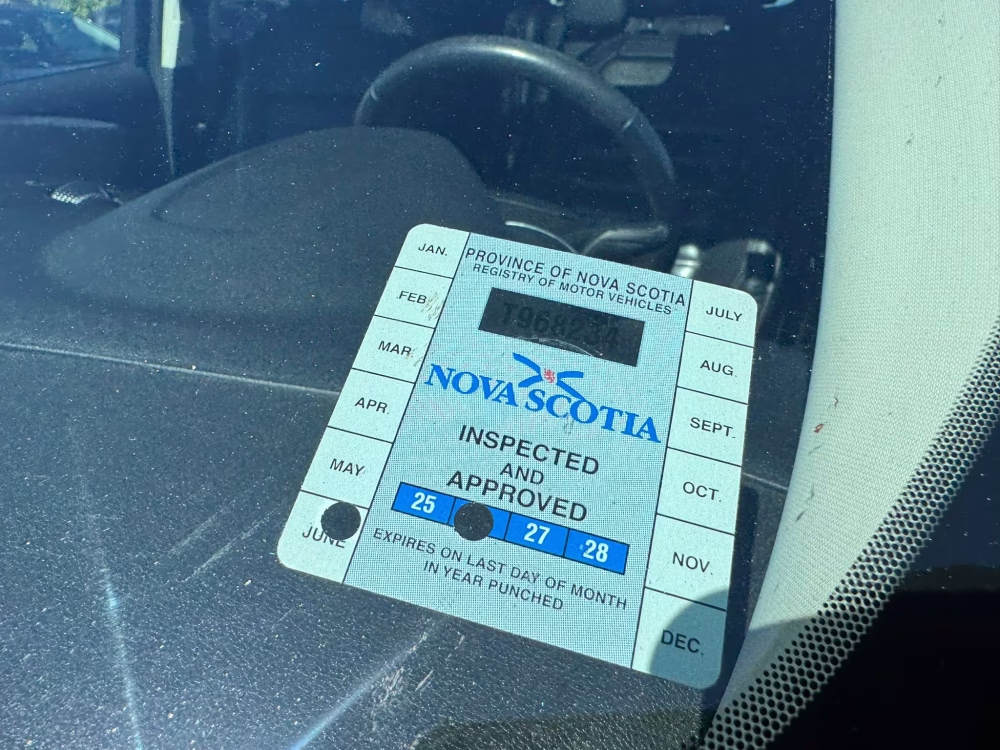 JAN.
FEB
MAR
APR.
MAY
JUNE
PROVINCE OF NOVA SCOTIA
REGISTRY OF MOTOR VEHICLES
T968234
NOVA SCOTIA
INSPECTED
AND
APPROVED
25 27 28
EXPIRES ON LAST DAY OF MONTH
IN YEAR PUNCHED
JULY
AUG.
SEPT.
OCT.
NOV.
DEC.